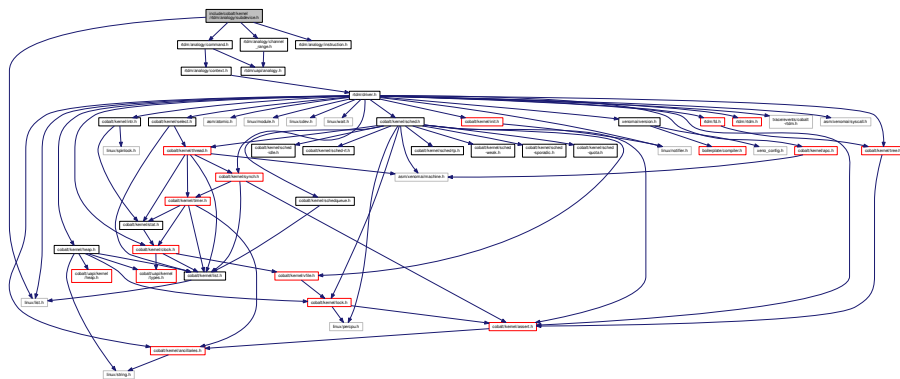 include/cobalt/kernel
/rtdm/analogy/subdevice.h
rtdm/analogy/command.h
rtdm/analogy/channel
_range.h
rtdm/analogy/instruction.h
rtdm/analogy/context.h
rtdm/uapi/analogy.h
rtdm/driver.h
cobalt/kernel/select.h
asm/atomic.h
linux/module.h
linux/cdev.h
linux/wait.h
cobalt/kernel/sched.h
cobalt/kernel/init.h
xenomai/version.h
rtdm/fd.h
rtdm/rtdm.h
trace/events/cobalt
-rtdm.h
asm/xenomai/syscall.h
linux/spinlock.h
cobalt/kernel/thread.h
cobalt/kernel/sched
-idle.h
cobalt/kernel/sched-rt.h
cobalt/kernel/sched-tp.h
cobalt/kernel/sched
-weak.h
cobalt/kernel/sched
-sporadic.h
cobalt/kernel/sched
-quota.h
linux/notifier.h
boilerplate/compiler.h
xeno_config.h
cobalt/kernel/apc.h
cobalt/kernel/tree.h
cobalt/kernel/synch.h
asm/xenomai/machine.h
cobalt/kernel/timer.h
cobalt/kernel/schedqueue.h
cobalt/kernel/stat.h
cobalt/kernel/heap.h
cobalt/kernel/clock.h
cobalt/uapi/kernel
/heap.h
cobalt/uapi/kernel
/types.h
cobalt/kernel/list.h
cobalt/kernel/vfile.h
linux/list.h
cobalt/kernel/lock.h
linux/percpu.h
cobalt/kernel/assert.h
cobalt/kernel/ancillaries.h
linux/string.h